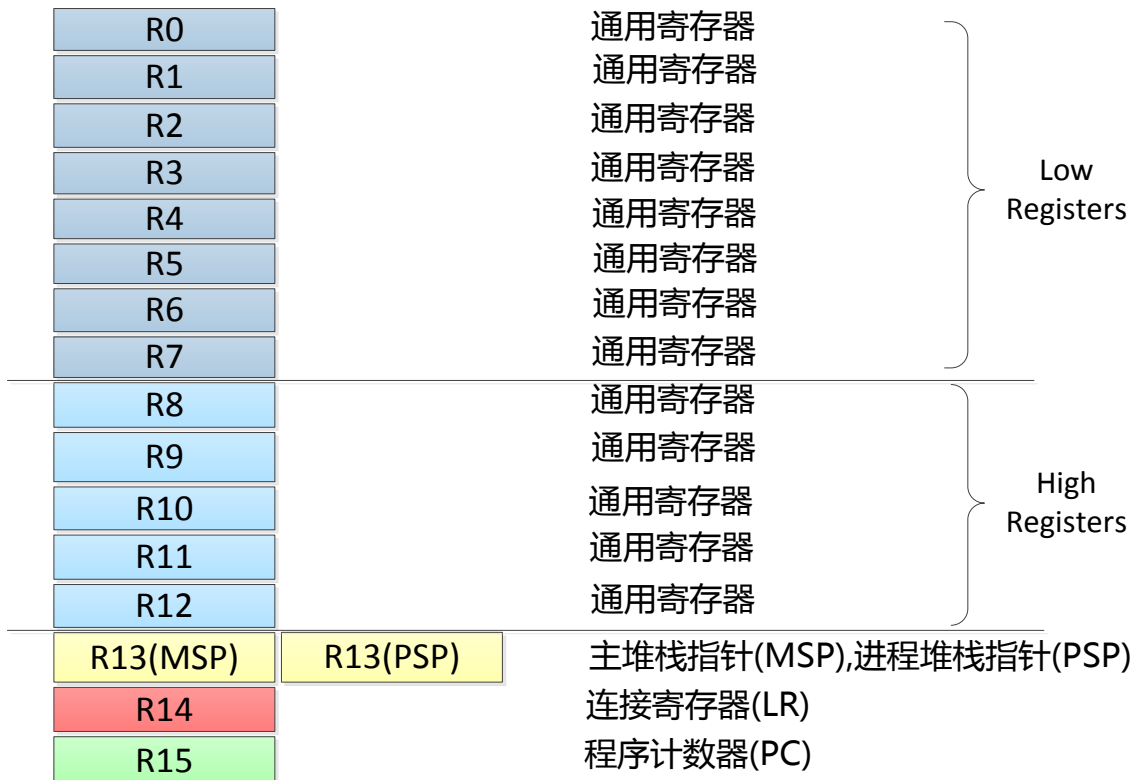 R0 通用寄存器
R1 通用寄存器
R2 通用寄存器
R3 通用寄存器
R4 通用寄存器
R5 通用寄存器
R6 通用寄存器
R7 通用寄存器
Low
Registers
R8 通用寄存器
R9 通用寄存器
R10 通用寄存器
R11 通用寄存器
R12 通用寄存器
High
Registers
R13(MSP) R13(PSP) 主堆栈指针(MSP),进程堆栈指针(PSP)
R14 连接寄存器(LR)
R15 程序计数器(PC)